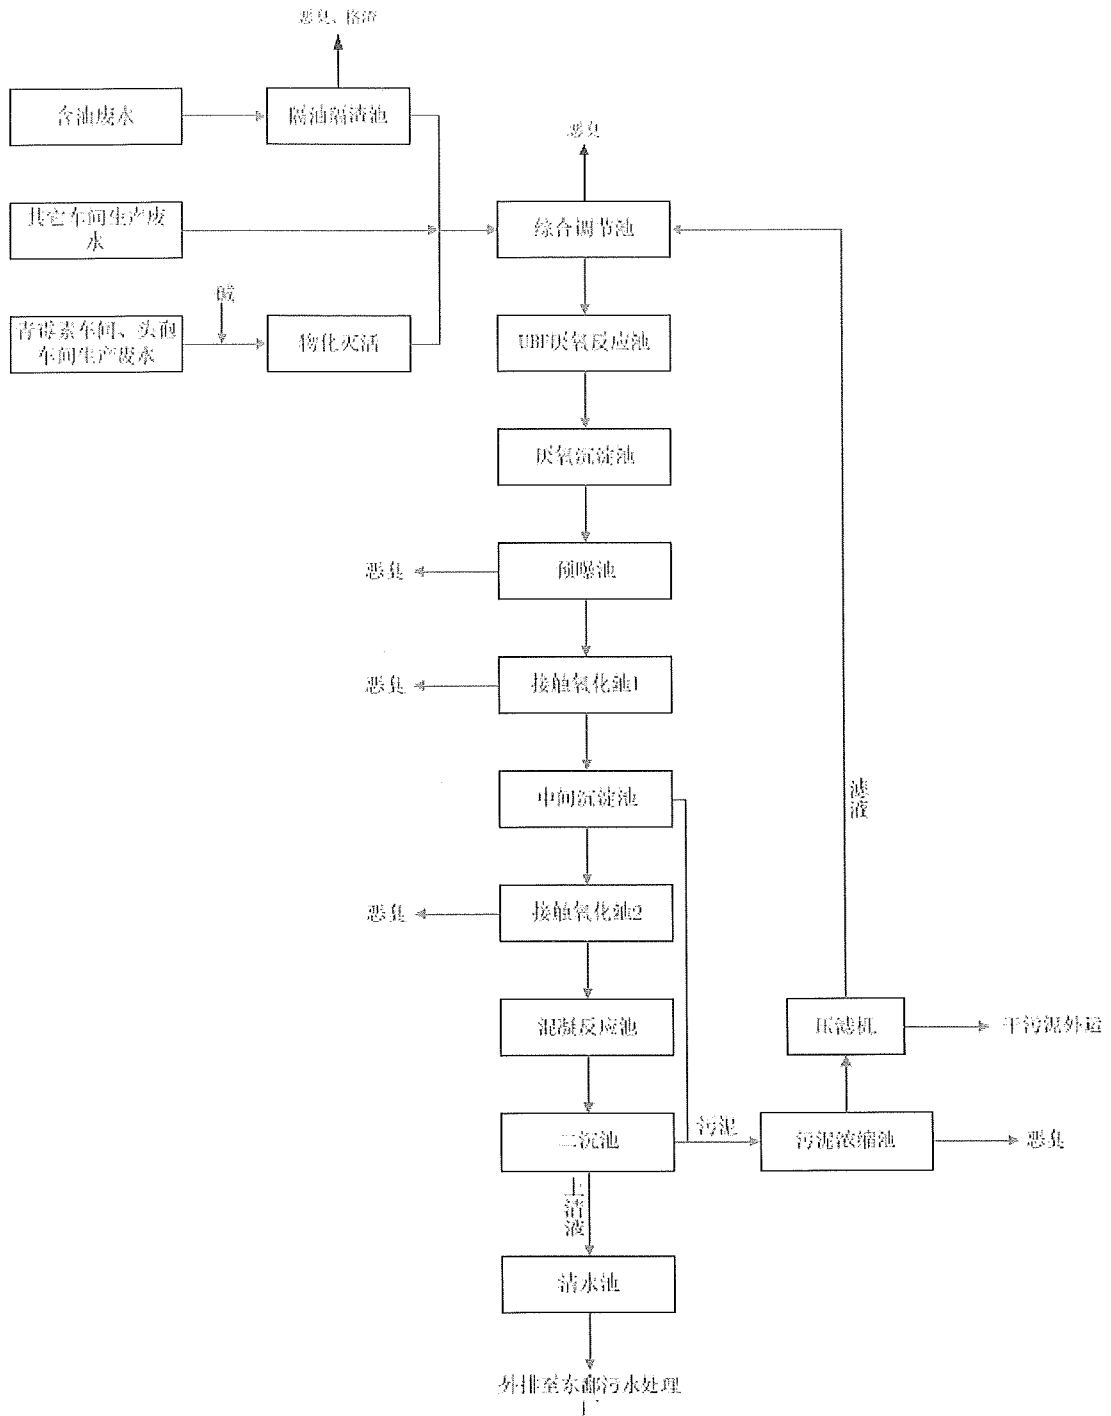 恶臭、格渣
含油废水
隔油隔渣池
恶臭
其它车间生产废
水
综合调节池
碱
青霉素车间、头孢
车间生产废水
物化灭活
UBF厌氧反应池
厌氧沉淀池
恶臭
预曝池
恶臭
接触氧化池1
中间沉淀池
滤
液
恶臭
接触氧化池2
混凝反应池
压滤机
干污泥外运
二沉池
污泥
污泥浓缩池
恶臭
上
清
液
清水池
外排至东鄱污水处理
厂